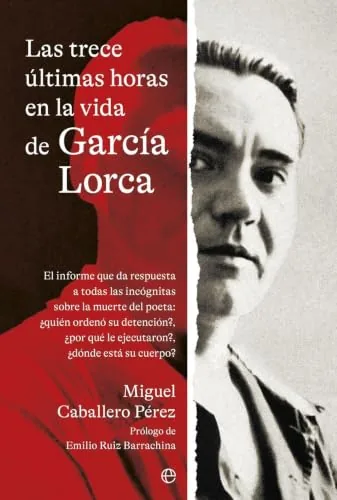 Las trece
últimas horas
en la vida
de García
Lorca
El informe que da respuesta
a todas las incógnitas
sobre la muerte del poeta:
¿quién ordenó su detención?,
¿por qué le ejecutaron?,
¿dónde está su cuerpo?
Miguel
Caballero Pérez
Prólogo de
Emilio Ruiz Barrachina
e